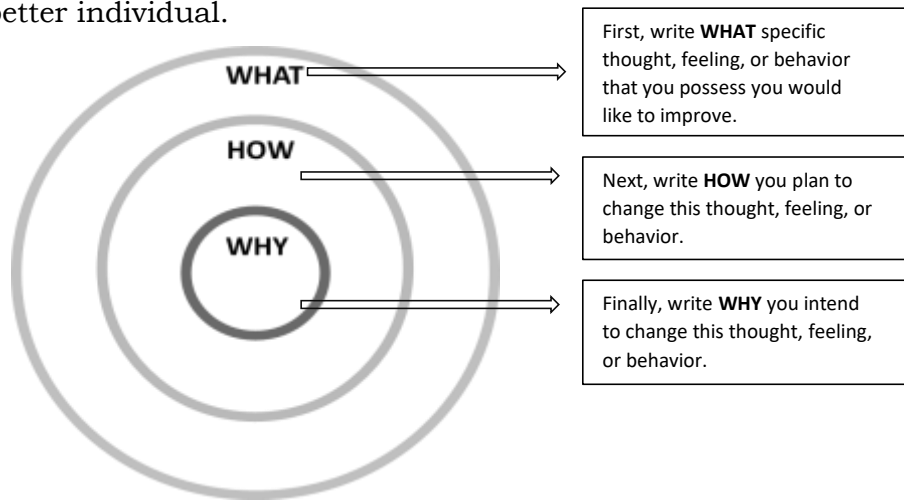 better individual.
WHAT
First, write WHAT specific
thought, feeling, or behavior
that you possess you would
like to improve.
HOW
Next, write HOW you plan to
change this thought, feeling, or
behavior.
WHY
Finally, write WHY you intend
to change this thought, feeling,
or behavior.